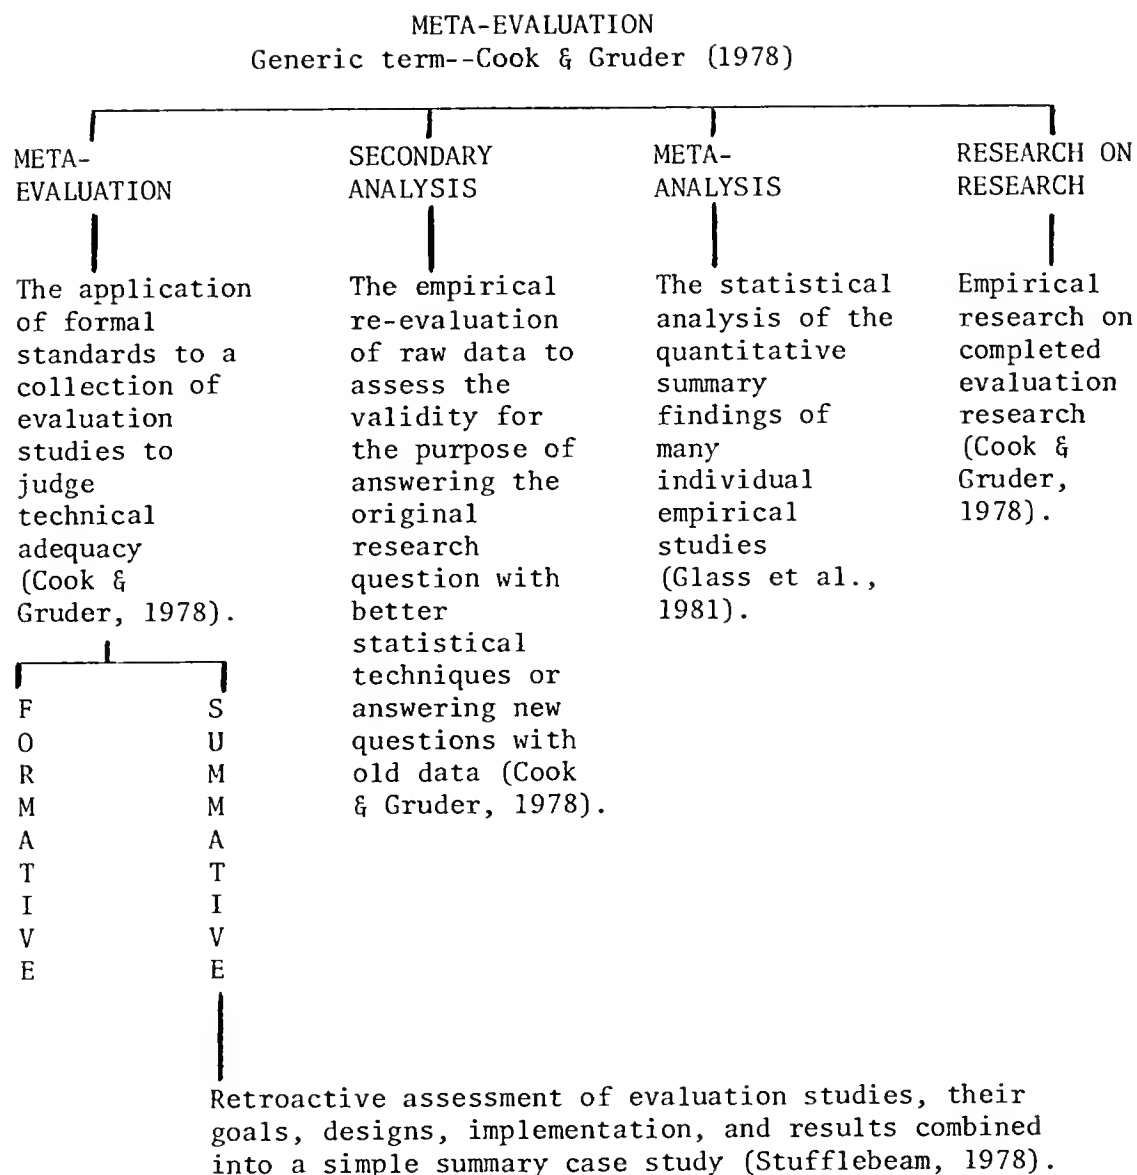 META-EVALUATION
Generic term--Cook & Gruder (1978)
META-
EVALUATION
The application
of formal
standards to a
collection of
evaluation
studies to
judge
technical
adequacy
(Cook &
Gruder, 1978).
FORMATIVE
SUMMATIVE
Retroactive assessment of evaluation studies, their
goals, designs, implementation, and results combined
into a simple summary case study (Stufflebeam, 1978).
SECONDARY
ANALYSIS
The empirical
re-evaluation
of raw data to
assess the
validity for
the purpose of
answering the
original
research
question with
better
statistical
techniques or
answering new
questions with
old data (Cook
& Gruder, 1978).
META-
ANALYSIS
The statistical
analysis of the
quantitative
summary
findings of
many
individual
empirical
studies
(Glass et al.,
1981).
RESEARCH ON
RESEARCH
Empirical
research on
completed
evaluation
research
(Cook &
Gruder,
1978).